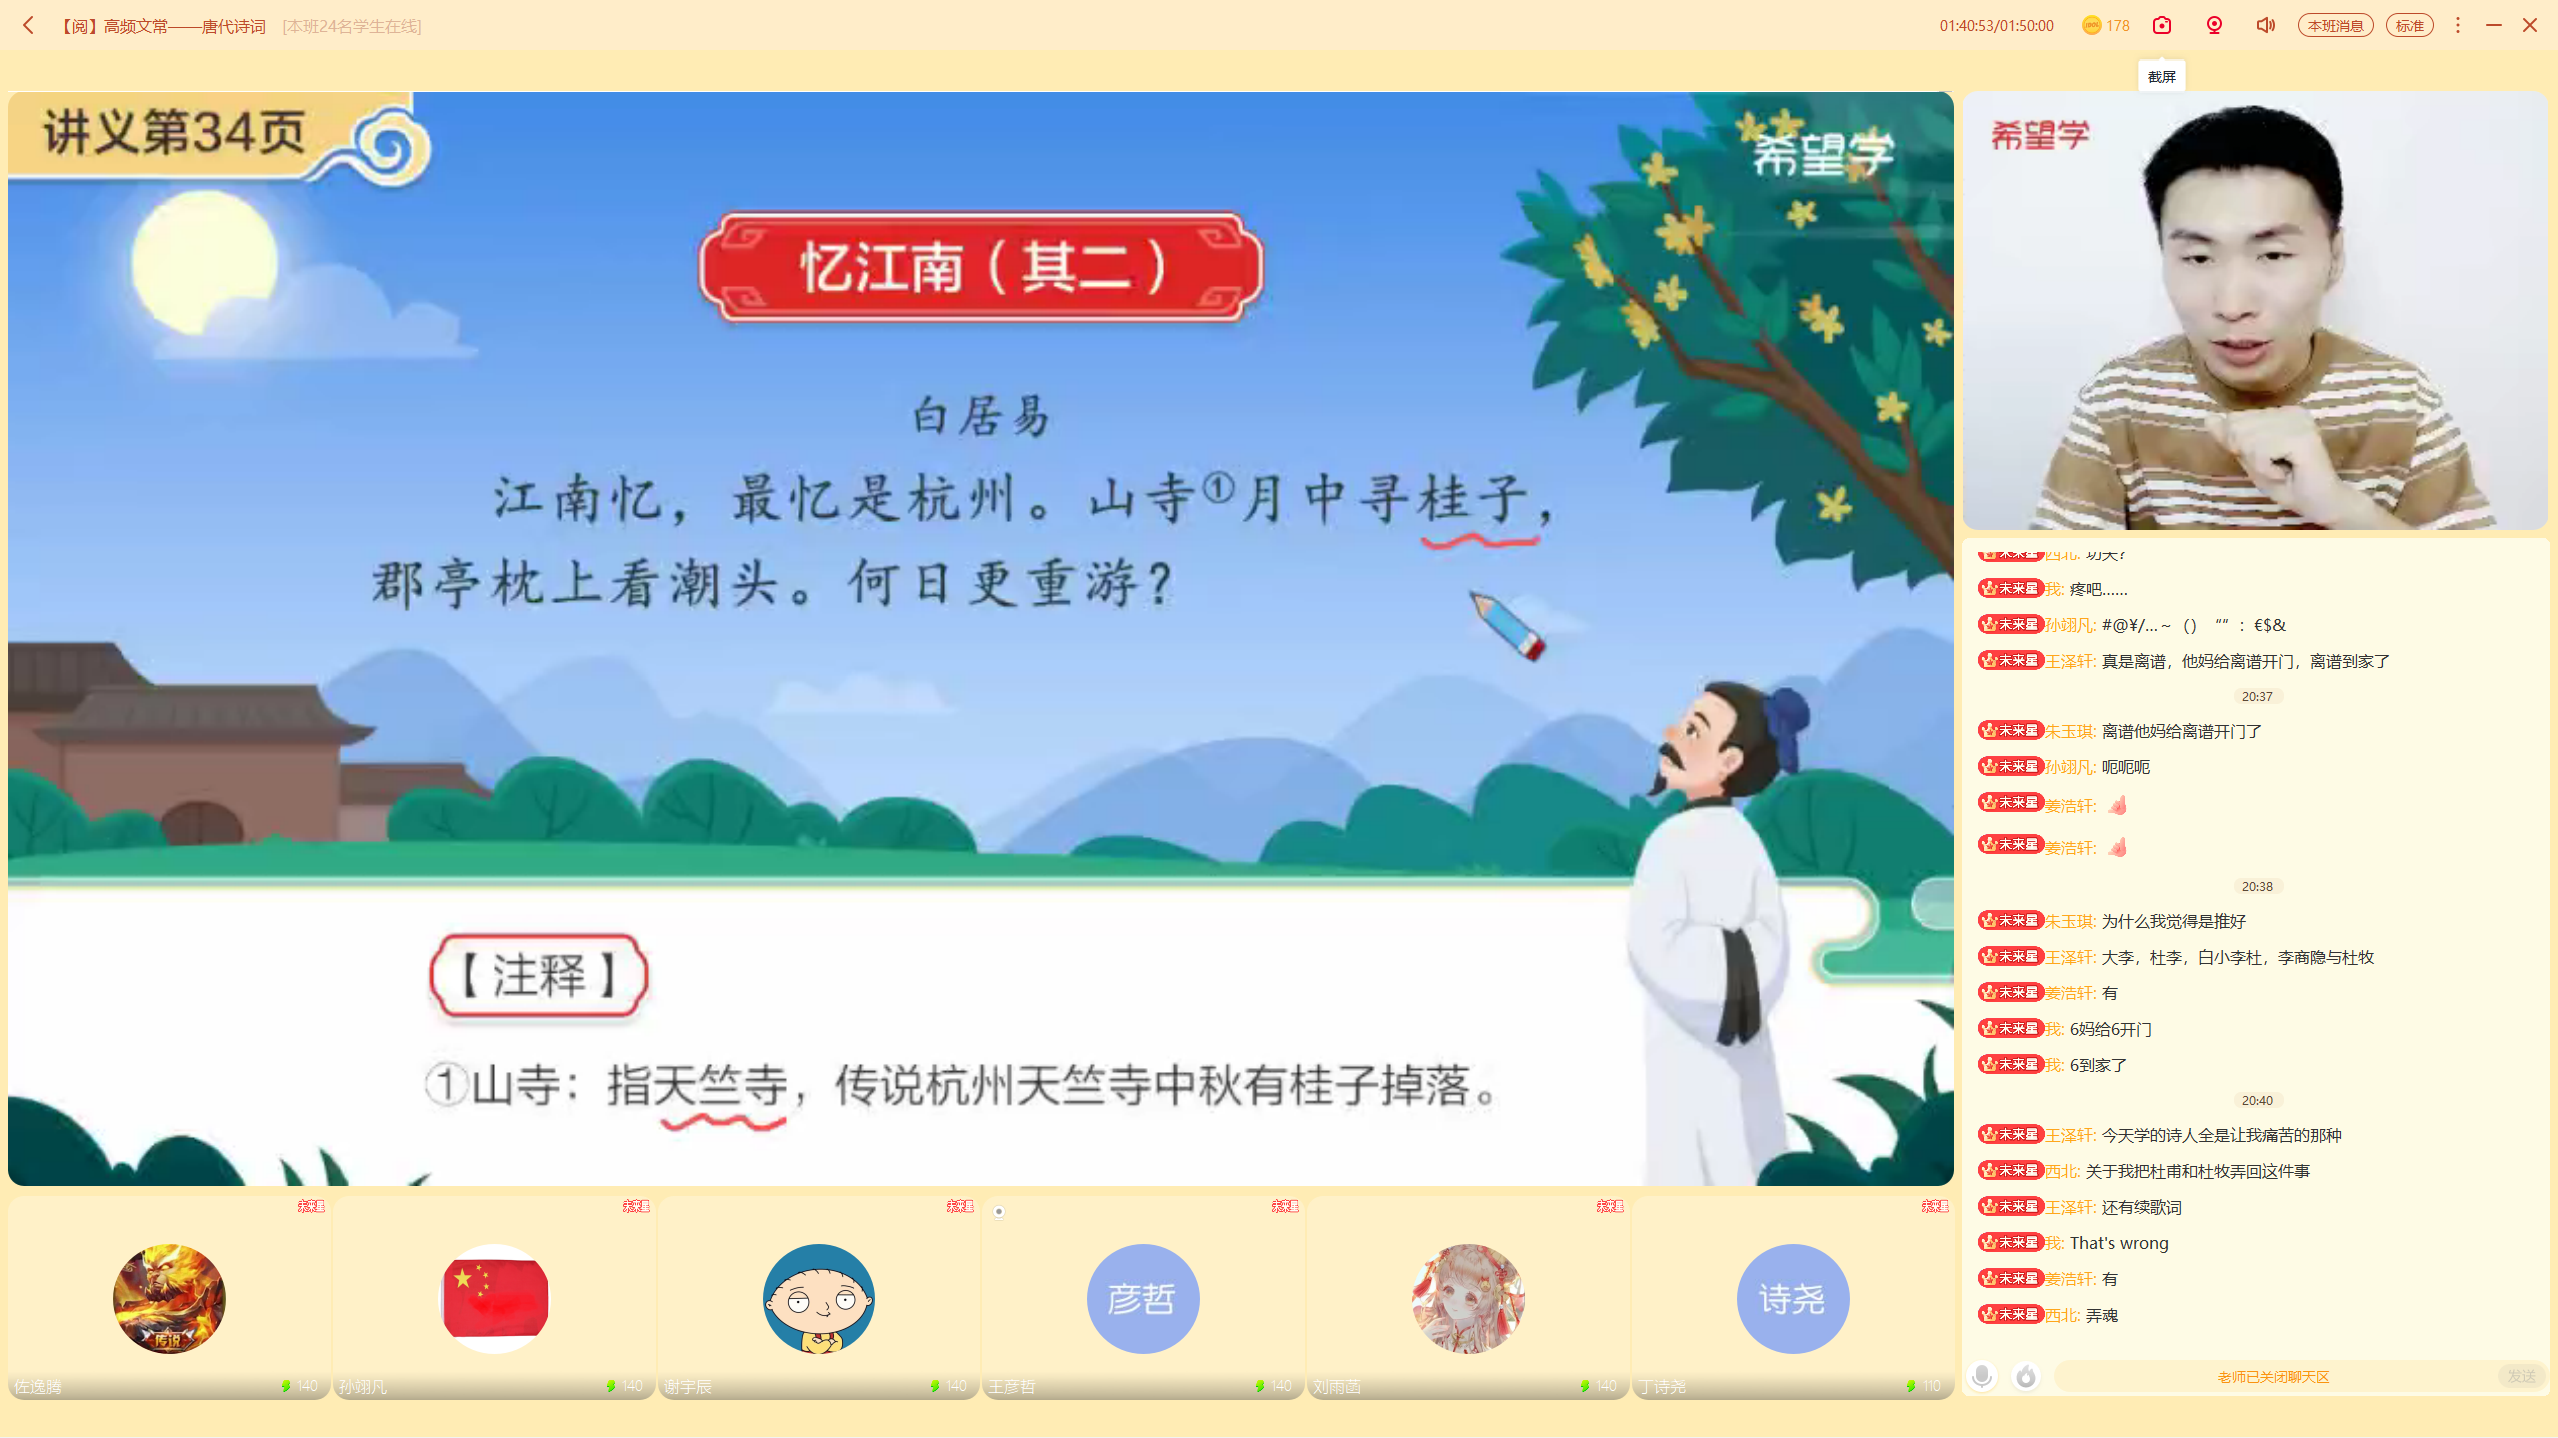 【阅】高频文常——唐代诗词 [本班24名学生在线]
01:40:53/01:50:00 178 本班消息 标准
截屏
讲义第34页
希望学
希望学
忆江南（其二）
白居易
江南忆，最忆是杭州。山寺①月中寻桂子，
郡亭枕上看潮头。何日更重游？
【注释】
①山寺：指天竺寺，传说杭州天竺寺中秋有桂子掉落。
未来星 西北: 功夫?
未来星 我: 疼吧......
未来星 孙翊凡: #@¥/...～（）““：€$&
未来星 王泽轩: 真是离谱，他妈给离谱开门，离谱到家了
20:37
未来星 朱玉琪: 离谱他妈给离谱开门了
未来星 孙翊凡: 呃呃呃
未来星 姜浩轩:
未来星 姜浩轩:
20:38
未来星 朱玉琪: 为什么我觉得是推好
未来星 王泽轩: 大李，杜李，白小李杜，李商隐与杜牧
未来星 姜浩轩: 有
未来星 我: 6妈给6开门
未来星 我: 6到家了
20:40
未来星 王泽轩: 今天学的诗人全是让我痛苦的那种
未来星 西北: 关于我把杜甫和杜牧弄回这件事
未来星 王泽轩: 还有续歌词
未来星 我: That's wrong
未来星 姜浩轩: 有
未来星 西北: 弄魂
老师已关闭聊天区 发送
未来星 未来星 未来星 未来星 未来星 未来星
传说 彦哲 诗尧
佐逸腾 140 孙翊凡 140 谢宇辰 140 王彦哲 140 刘雨菡 140 丁诗尧 110